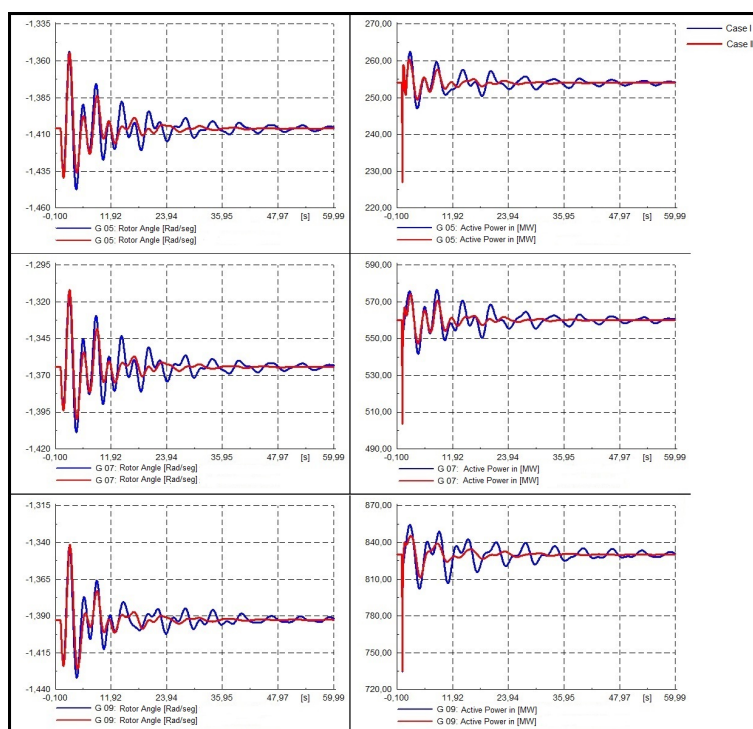 -1,335
-1,360
-1,385
-1,410
-1,435
-1,460
-0,100 11,92 23,94 35,95 [s] 47,97 59,99
G 05: Rotor Angle [Rad/seg]
G 05: Rotor Angle [Rad/seg]
270,00
260,00
250,00
240,00
230,00
220,00
-0,100 11,92 23,94 35,95 [s] 47,97 59,99
G 05: Active Power in [MW]
G 05: Active Power in [MW]
Case I
Case II
-1,295
-1,320
-1,345
-1,370
-1,395
-1,420
-0,100 11,92 23,94 35,95 [s] 47,97 59,99
G 07: Rotor Angle [Rad/seg]
G 07: Rotor Angle [Rad/seg]
590,00
570,00
550,00
530,00
510,00
490,00
-0,100 11,92 23,94 35,95 [s] 47,97 59,99
G 07: Active Power in [MW]
G 07: Active Power in [MW]
-1,315
-1,340
-1,365
-1,390
-1,415
-1,440
-0,100 11,92 23,94 35,95 [s] 47,97 59,99
G 09: Rotor Angle [Rad/seg]
G 09: Rotor Angle [Rad/seg]
870,00
840,00
810,00
780,00
750,00
720,00
-0,100 11,92 23,94 35,95 [s] 47,97 59,99
G 09: Active Power in [MW]
G 09: Active Power in [MW]